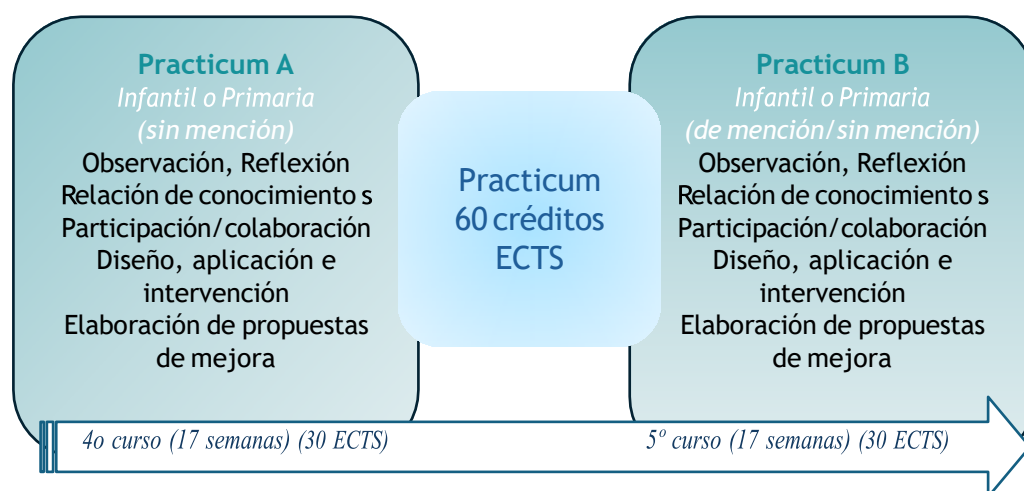 Practicum A
Infantil o Primaria
(sin mención)
Observación, Reflexión
Relación de conocimiento s
Participación/colaboración
Diseño, aplicación e
intervención
Elaboración de propuestas
de mejora
Practicum
60 créditos
ECTS
Practicum B
Infantil o Primaria
(de mención/sin mención)
Observación, Reflexión
Relación de conocimiento s
Participación/colaboración
Diseño, aplicación e
intervención
Elaboración de propuestas
de mejora
4o curso (17 semanas) (30 ECTS)
5º curso (17 semanas) (30 ECTS)